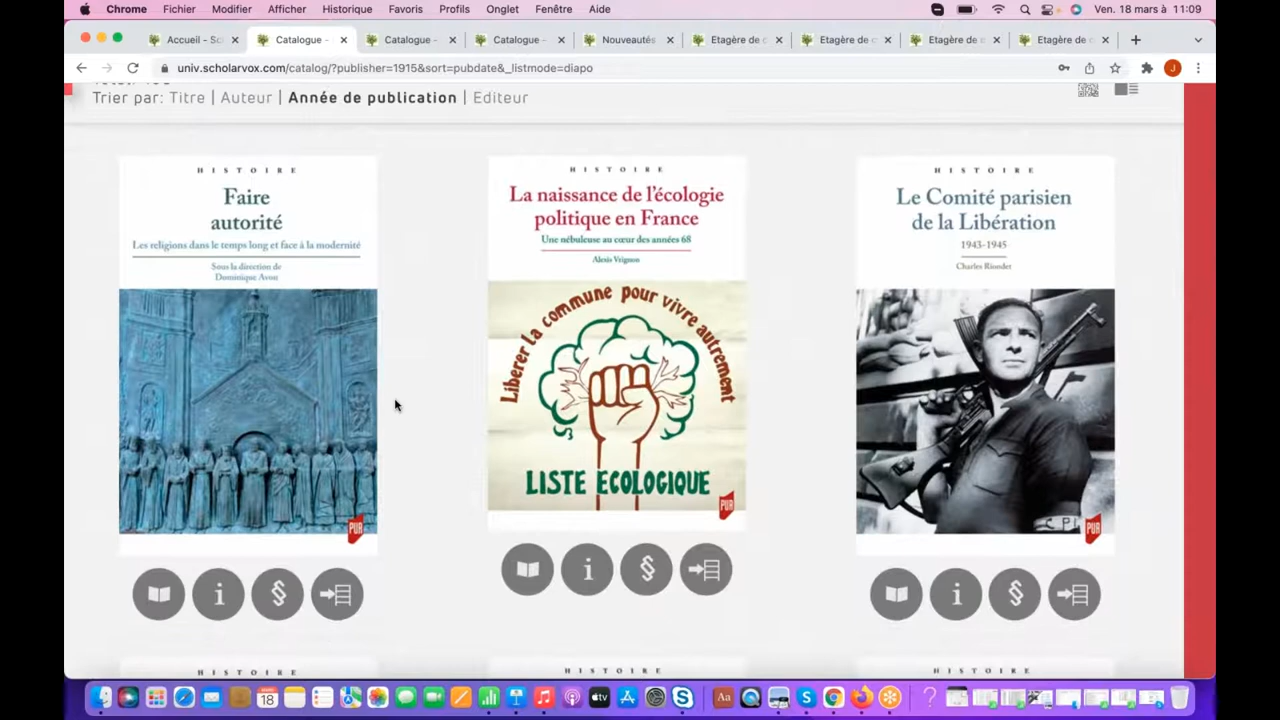 Chrome Fichier Modifier Afficher Historique Favoris Profils Onglet Fenêtre Aide Ven. 18 mars à 11:09
Accueil - Sc Catalogue - Catalogue - Catalogue - Nouveautés Etagère de c Etagère de c Etagère de e Etagère de
univ.scholarvox.com/catalog/?publisher=1915&sort=pubdate&_listmode=diapo J
Trier par: Titre | Auteur | Année de publication | Editeur
HISTOIRE
Faire
autorité
Les religions dans le temps long et face à la modernité
Sous la direction de
Dominique Avon
PUR
HISTOIRE
La naissance de l'écologie
politique en France
Une nébuleuse au cœur des années 68
Alexis Vrignon
Liberer la commune pour vivre autrement
LISTE ECOLOGIQUE
PUR
HISTOIRE
Le Comité parisien
de la Libération
1943-1945
Charles Riondet
PUR
i § i § i §
HISTOIRE HISTOIRE HISTOIRE
18 tv Aa